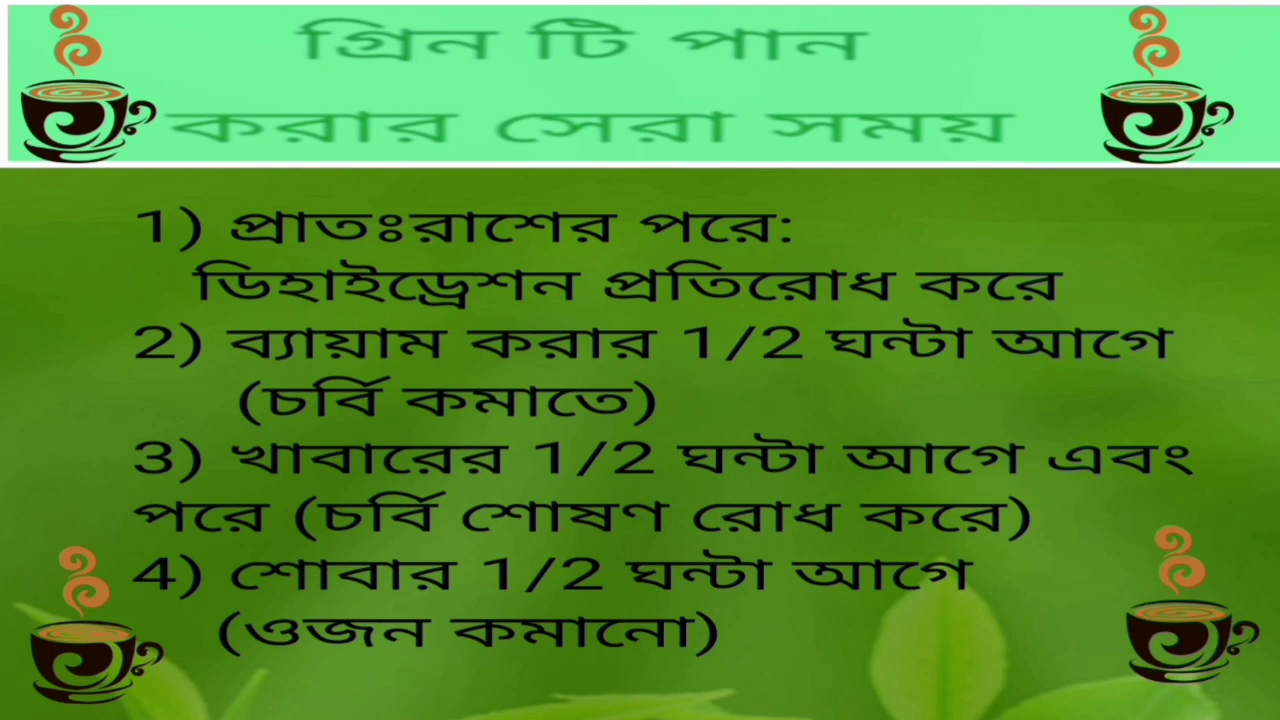 গ্রিন টি পান
করার সেরা সময়
1) প্রাতঃরাশের পরে:
ডিহাইড্রেশন প্রতিরোধ করে
2) ব্যায়াম করার 1/2 ঘন্টা আগে
(চর্বি কমাতে)
3) খাবারের 1/2 ঘন্টা আগে এবং
পরে (চর্বি শোষণ রোধ করে)
4) শোবার 1/2 ঘন্টা আগে
(ওজন কমানো)